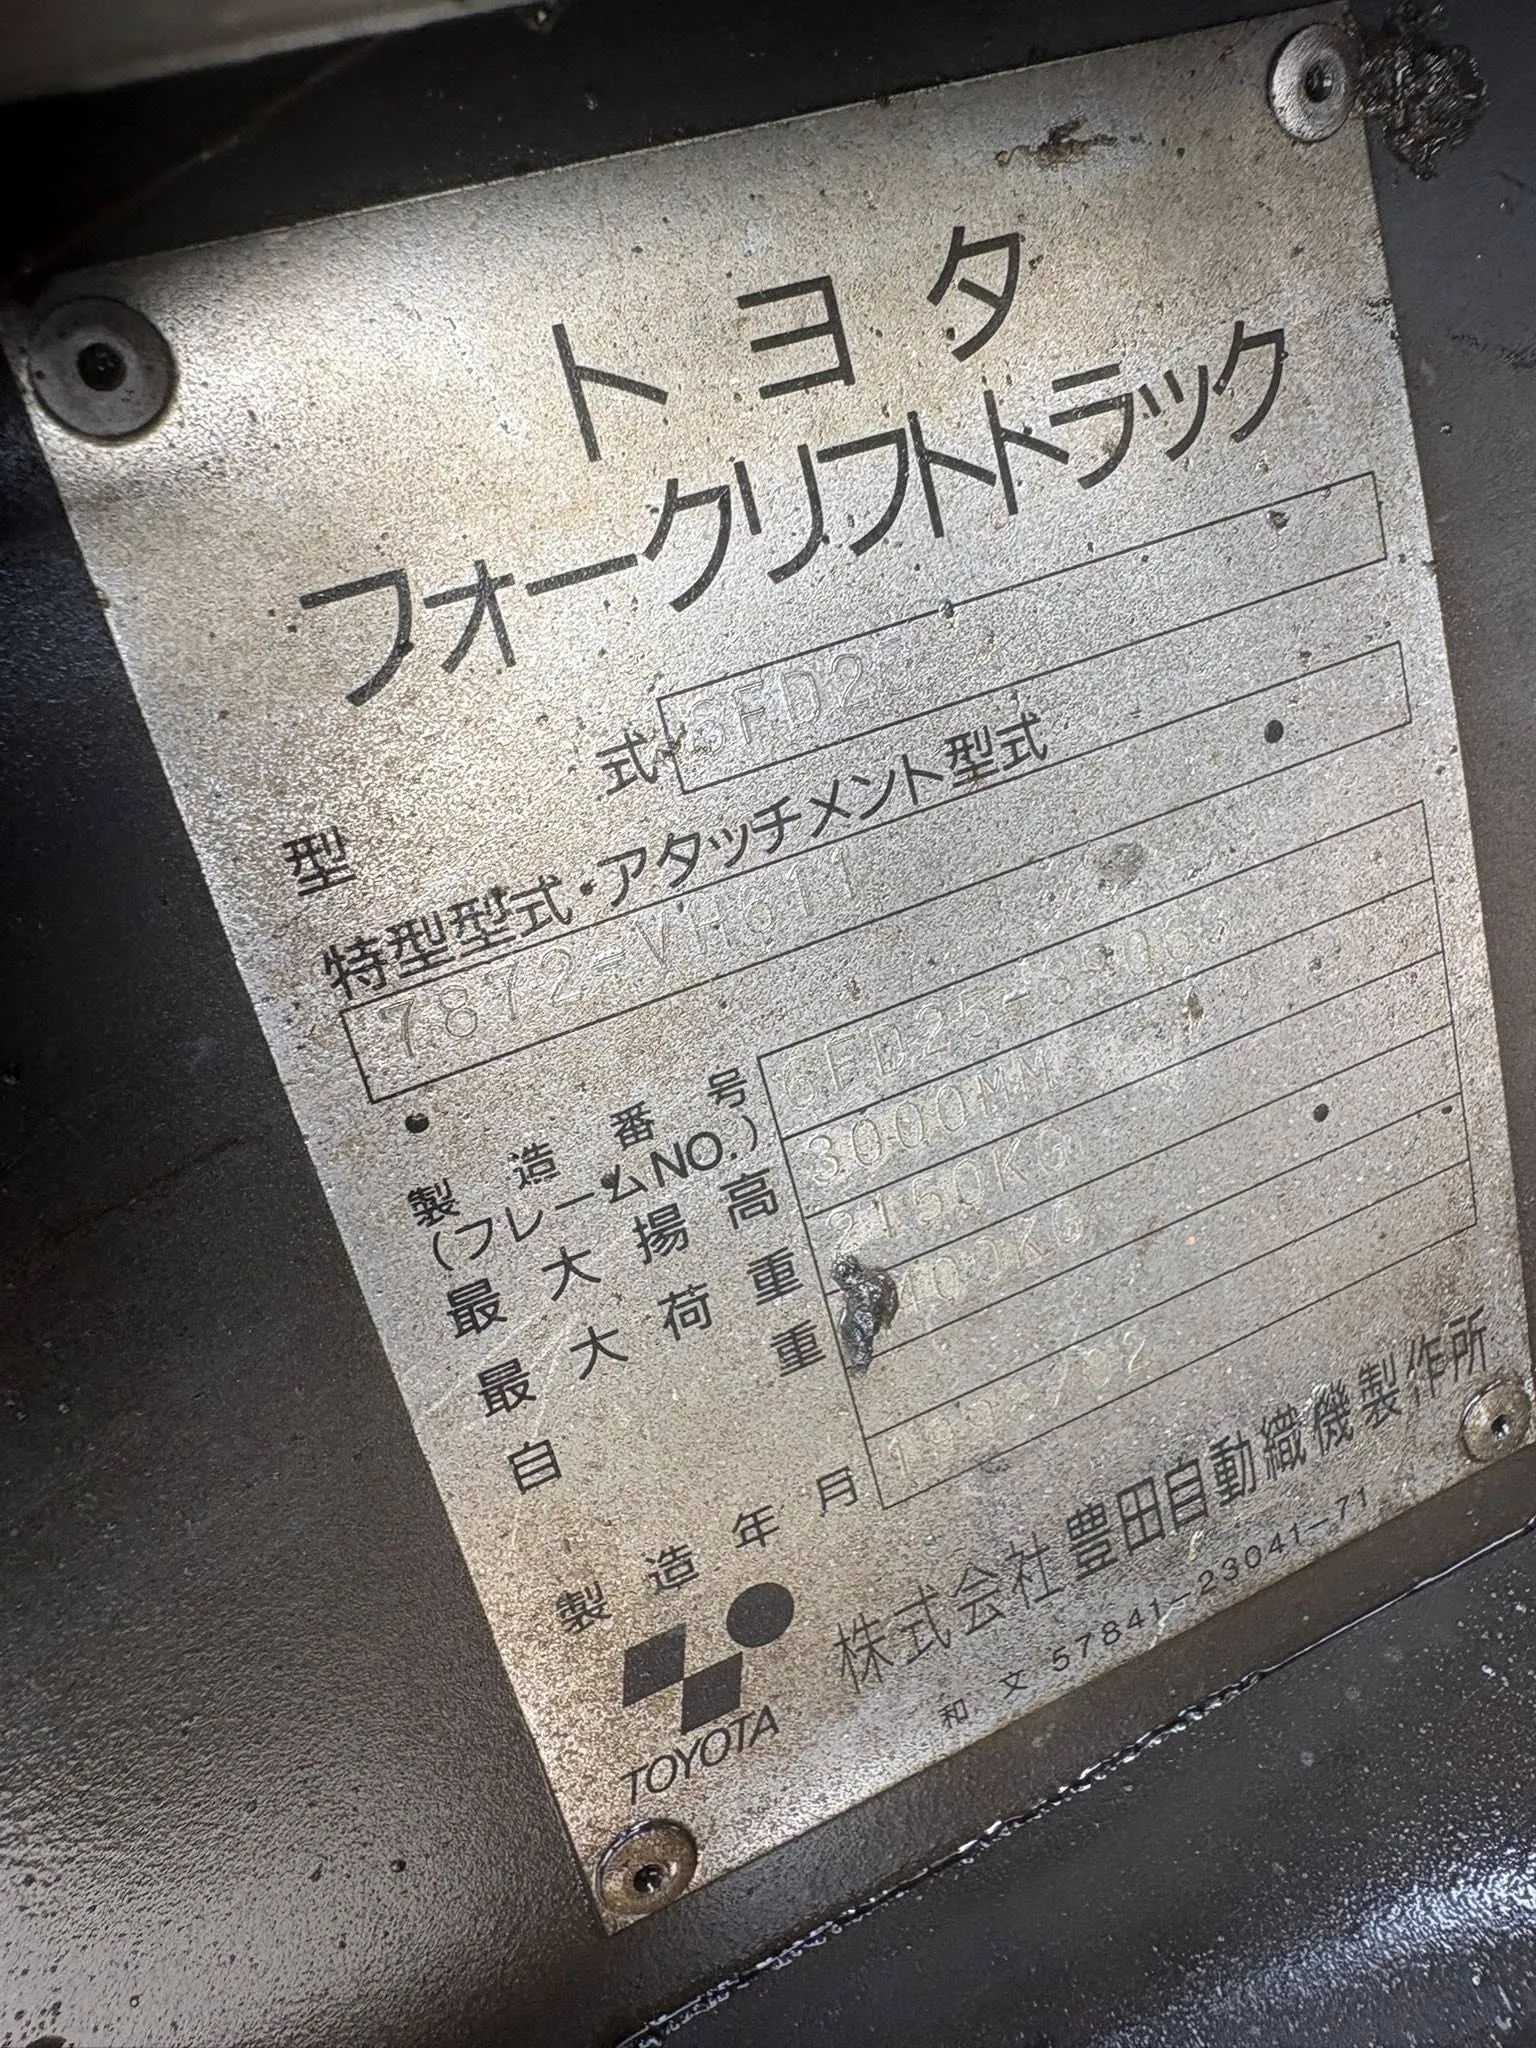 トヨタ
フォークリフトトラック
型式 6FD25
特型型式・アタッチメント型式
7872-VH611
製造番号
(フレームNO.)
最大揚高 3000MM
最大荷重 2150KG
自重
製造年月
TOYOTA
株式会社 豊田自動織機製作所
和文 57841-23041-71